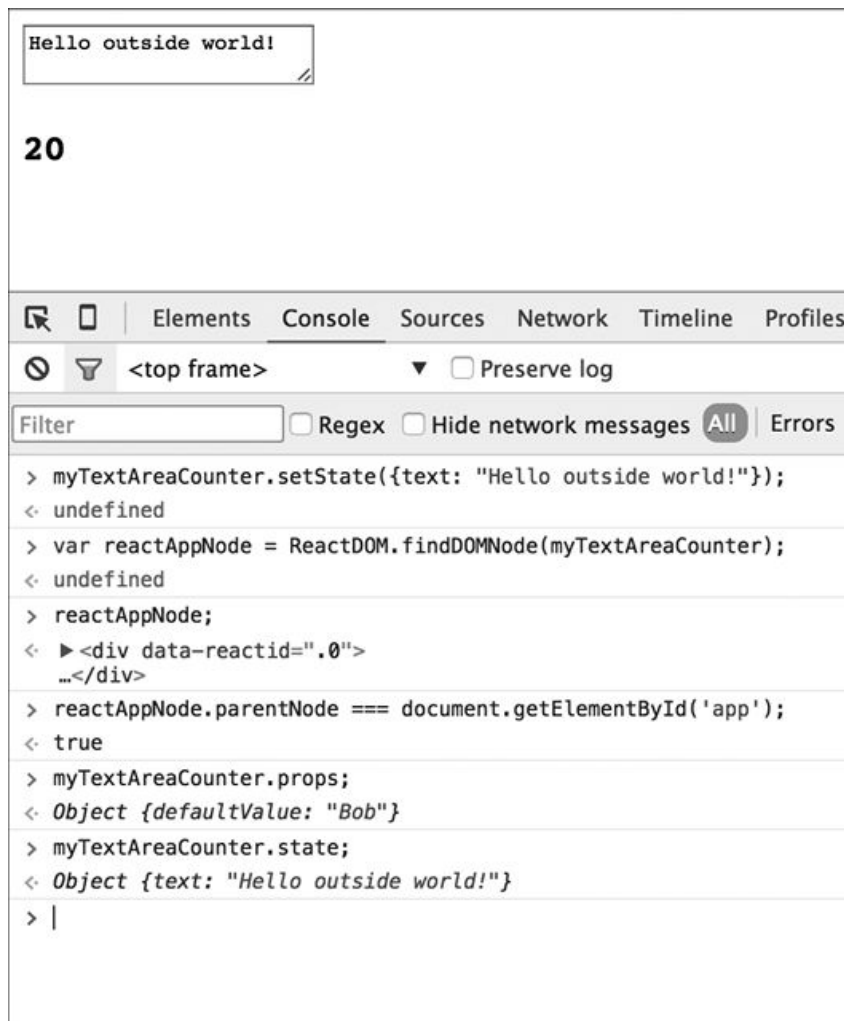 Hello outside world!
20
Elements Console Sources Network Timeline Profiles
<top frame> ▼ Preserve log
Filter Regex Hide network messages All Errors
> myTextAreaCounter.setState({text: "Hello outside world!"});
<· undefined
> var reactAppNode = ReactDOM.findDOMNode(myTextAreaCounter);
<· undefined
> reactAppNode;
<· ▶<div data-reactid=".0">
…</div>
> reactAppNode.parentNode === document.getElementById('app');
<· true
> myTextAreaCounter.props;
<· Object {defaultValue: "Bob"}
> myTextAreaCounter.state;
<· Object {text: "Hello outside world!"}
>